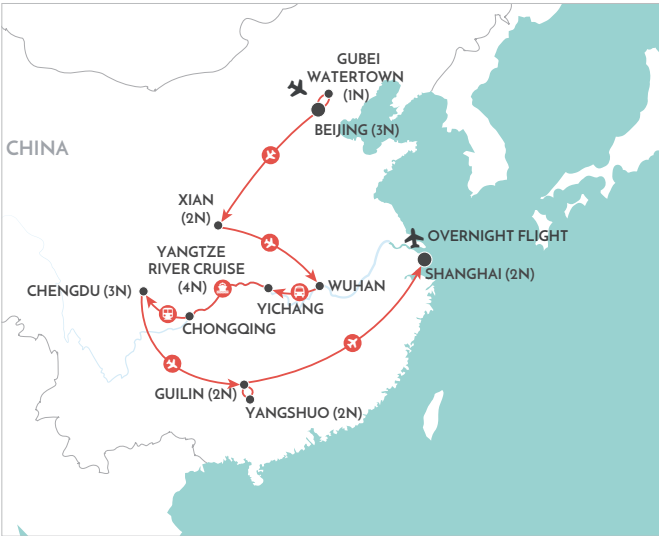 GUBEI
WATERTOWN
(1N)
BEIJING (3N)
CHINA
XIAN
(2N)
OVERNIGHT FLIGHT
YANGTZE
RIVER CRUISE
(4N)
SHANGHAI (2N)
CHENGDU (3N)
WUHAN
YICHANG
CHONGQING
GUILIN (2N)
YANGSHUO (2N)